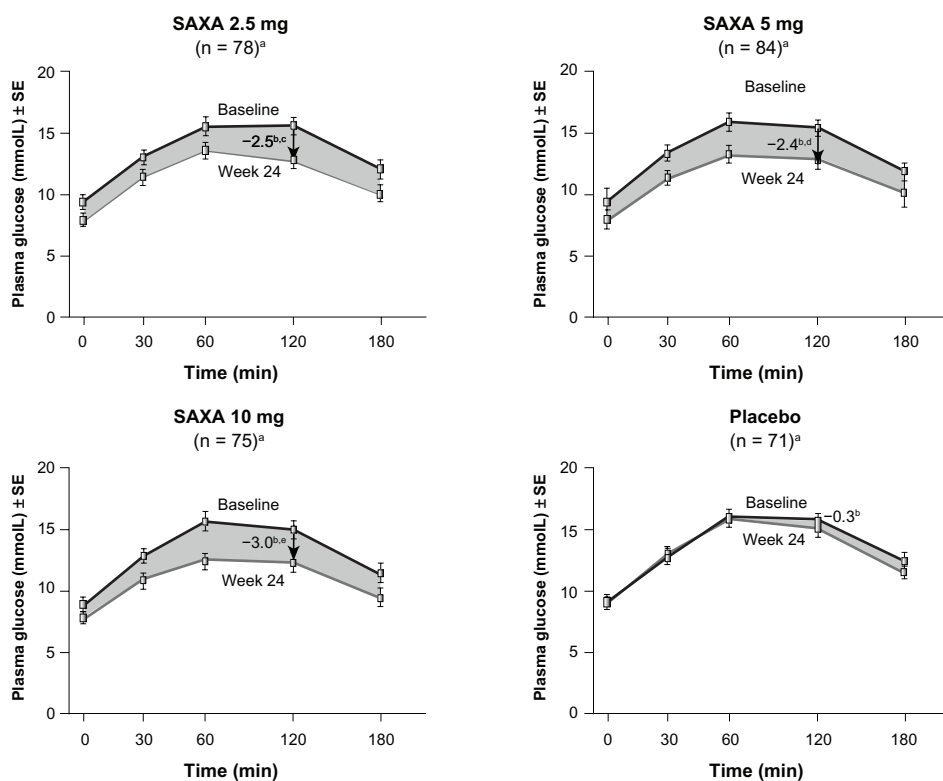 SAXA 2.5 mg
(n = 78)a
Plasma glucose (mmolL) ± SE
20
15
10
5
0
Baseline
−2.5b,c
Week 24
0 30 60 120 180
Time (min)
SAXA 5 mg
(n = 84)a
Plasma glucose (mmolL) ± SE
20
15
10
5
0
Baseline
−2.4b,d
Week 24
0 30 60 120 180
Time (min)
SAXA 10 mg
(n = 75)a
Plasma glucose (mmolL) ± SE
20
15
10
5
0
Baseline
−3.0b,e
Week 24
0 30 60 120 180
Time (min)
Placebo
(n = 71)a
Plasma glucose (mmolL) ± SE
20
15
10
5
0
Baseline
−0.3b
Week 24
0 30 60 120 180
Time (min)